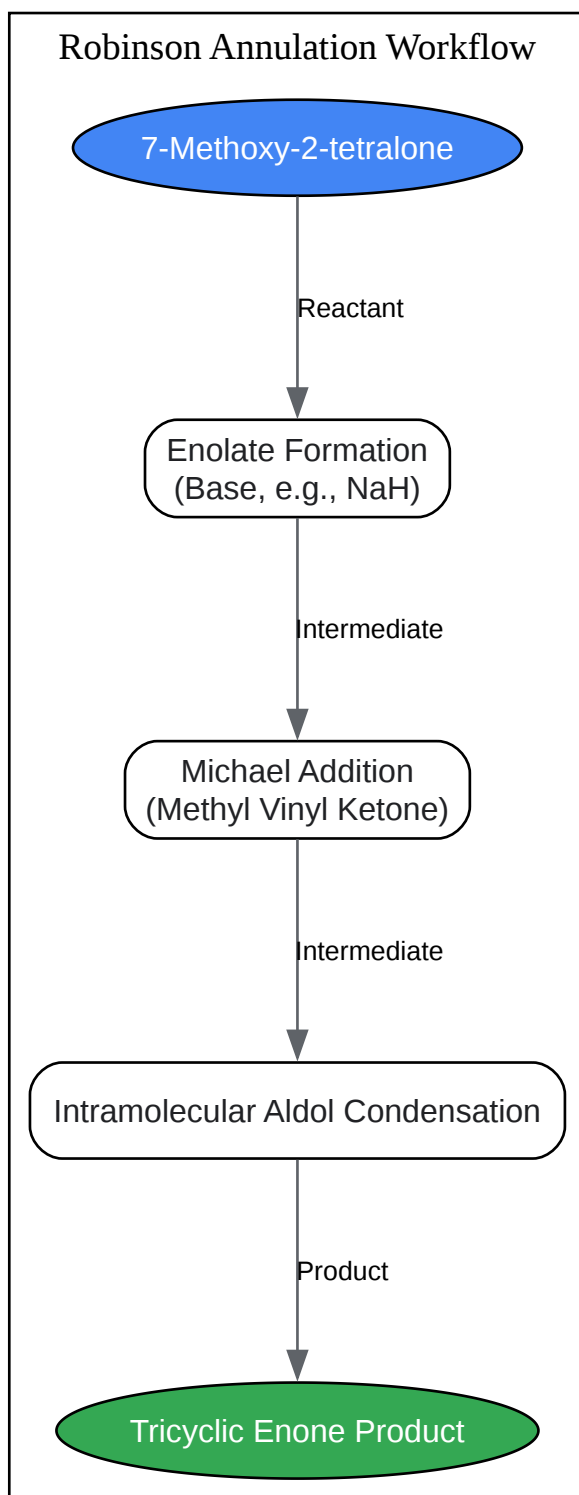 Robinson Annulation Workflow
7-Methoxy-2-tetralone
Reactant
Enolate Formation
(Base, e.g., NaH)
Intermediate
Michael Addition
(Methyl Vinyl Ketone)
Intermediate
Intramolecular Aldol Condensation
Product
Tricyclic Enone Product